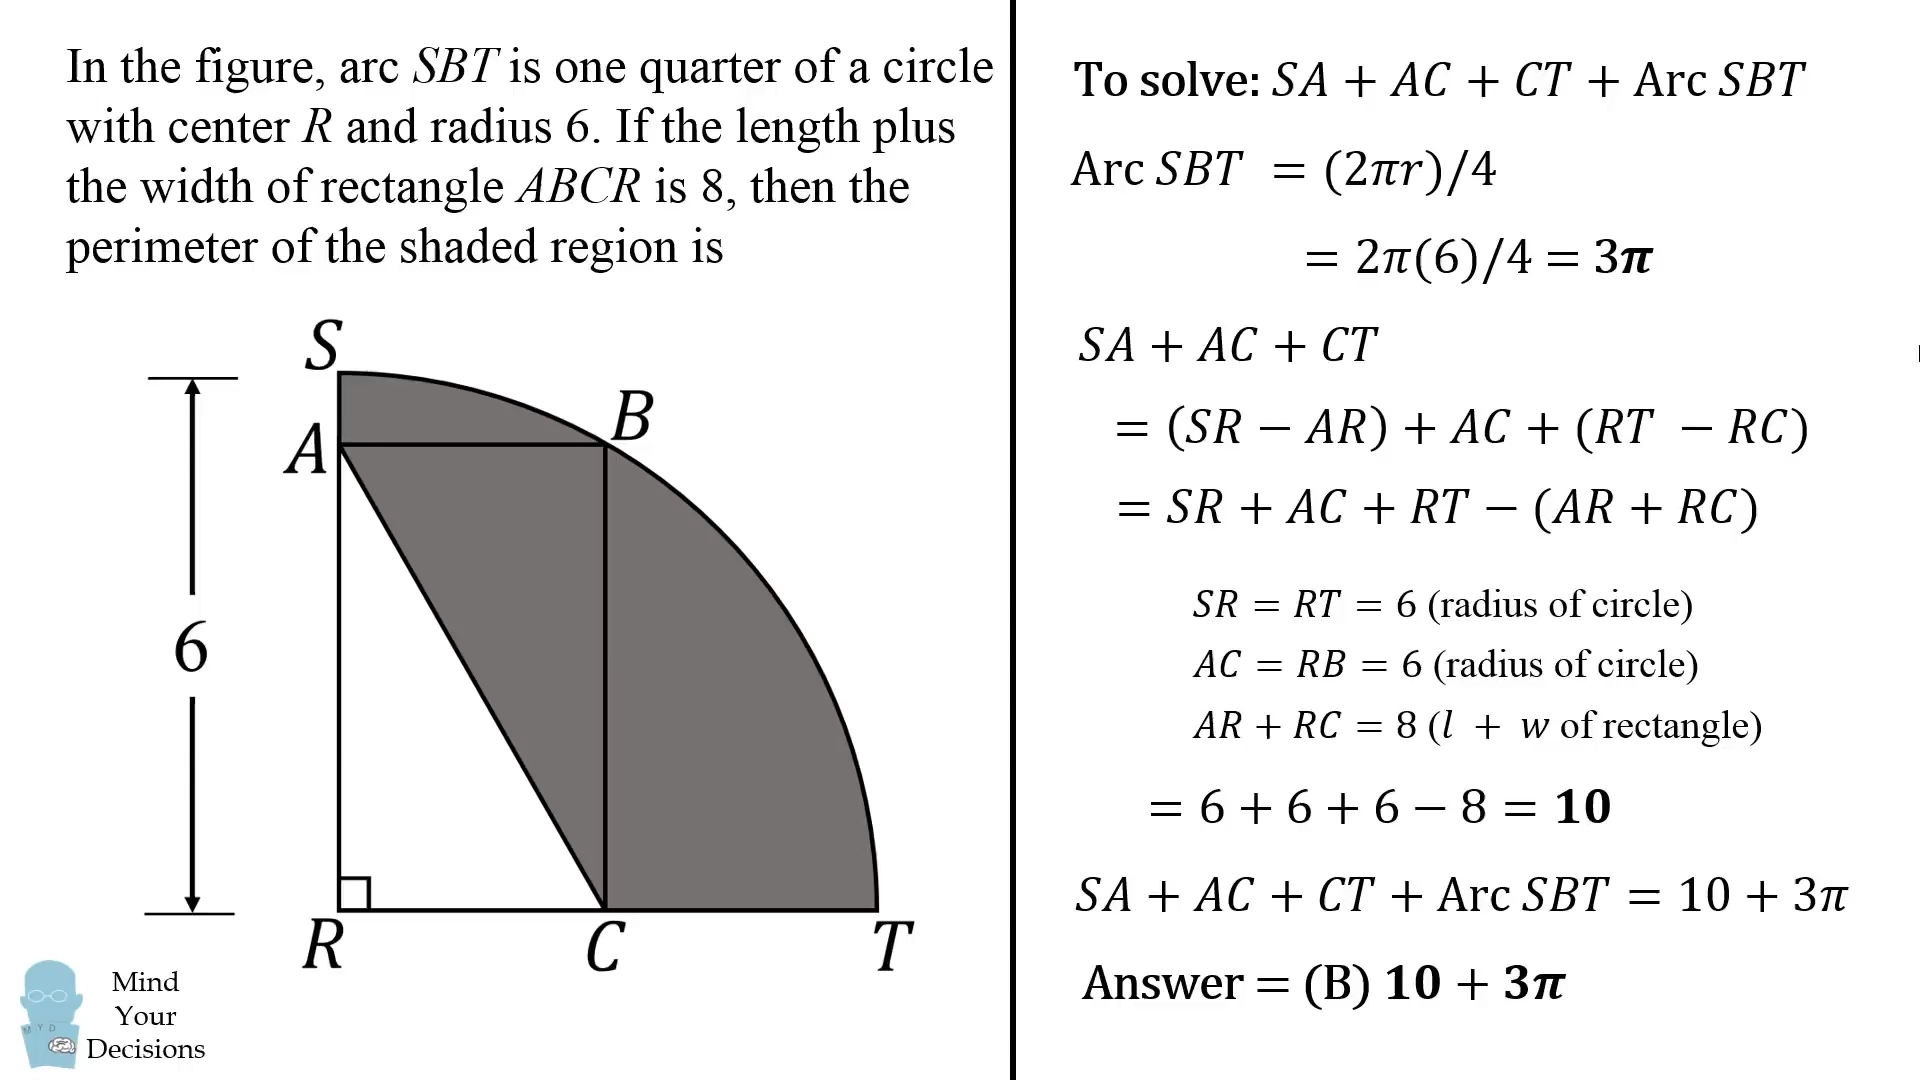 In the figure, arc SBT is one quarter of a circle
with center R and radius 6. If the length plus
the width of rectangle ABCR is 8, then the
perimeter of the shaded region is
S
B
A
6
R
C
T
M Y D
Mind
Your
Decisions
To solve: SA + AC + CT + Arc SBT
Arc SBT = (2πr)/4
= 2π(6)/4 = 3π
SA + AC + CT
= (SR − AR) + AC + (RT − RC)
= SR + AC + RT − (AR + RC)
SR = RT = 6 (radius of circle)
AC = RB = 6 (radius of circle)
AR + RC = 8 (l + w of rectangle)
= 6 + 6 + 6 − 8 = 10
SA + AC + CT + Arc SBT = 10 + 3π
Answer = (B) 10 + 3π